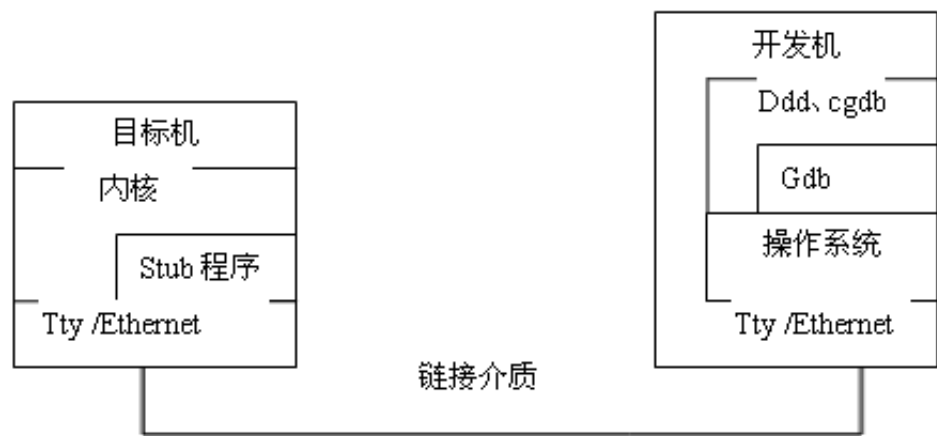 目标机
内核
Stub 程序
Tty /Ethernet
链接介质
开发机
Ddd、cgdb
Gdb
操作系统
Tty /Ethernet